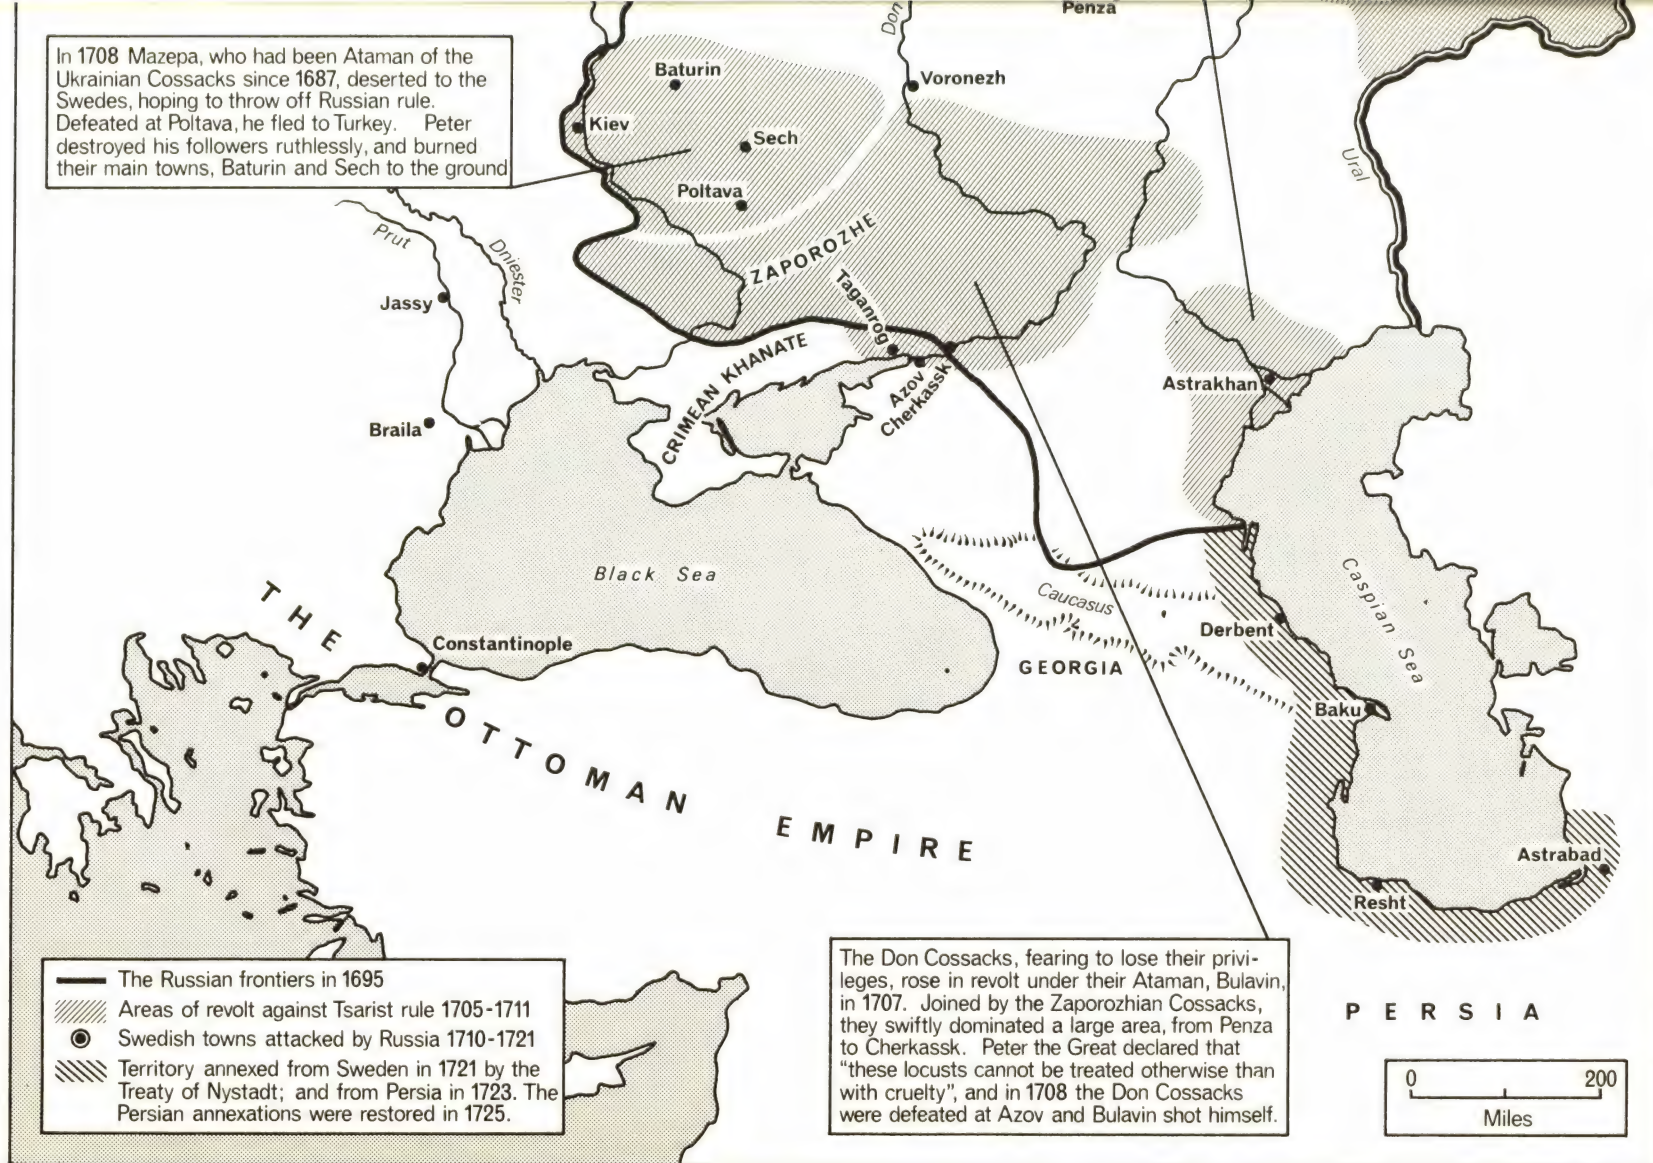 Penza
Don
In 1708 Mazepa, who had been Ataman of the
Ukrainian Cossacks since 1687, deserted to the
Swedes, hoping to throw off Russian rule.
Defeated at Poltava, he fled to Turkey. Peter
destroyed his followers ruthlessly, and burned
their main towns, Baturin and Sech to the ground
Baturin
Voronezh
Kiev
Sech
Ural
Poltava
Prut
Dniester
ZAPOROZHE
Jassy
Taganrog
CRIMEAN KHANATE
Azov
Cherkassk
Astrakhan
Braila
Black Sea
Caspian Sea
Caucasus
Derbent
THE
OTTOMAN
EMPIRE
Constantinople
GEORGIA
Baku
Astrabad
Resht
The Russian frontiers in 1695
Areas of revolt against Tsarist rule 1705-1711
Swedish towns attacked by Russia 1710-1721
Territory annexed from Sweden in 1721 by the
Treaty of Nystadt; and from Persia in 1723. The
Persian annexations were restored in 1725.
The Don Cossacks, fearing to lose their privi-
leges, rose in revolt under their Ataman, Bulavin,
in 1707. Joined by the Zaporozhian Cossacks,
they swiftly dominated a large area, from Penza
to Cherkassk. Peter the Great declared that
“these locusts cannot be treated otherwise than
with cruelty”, and in 1708 the Don Cossacks
were defeated at Azov and Bulavin shot himself.
PERSIA
0 200
Miles